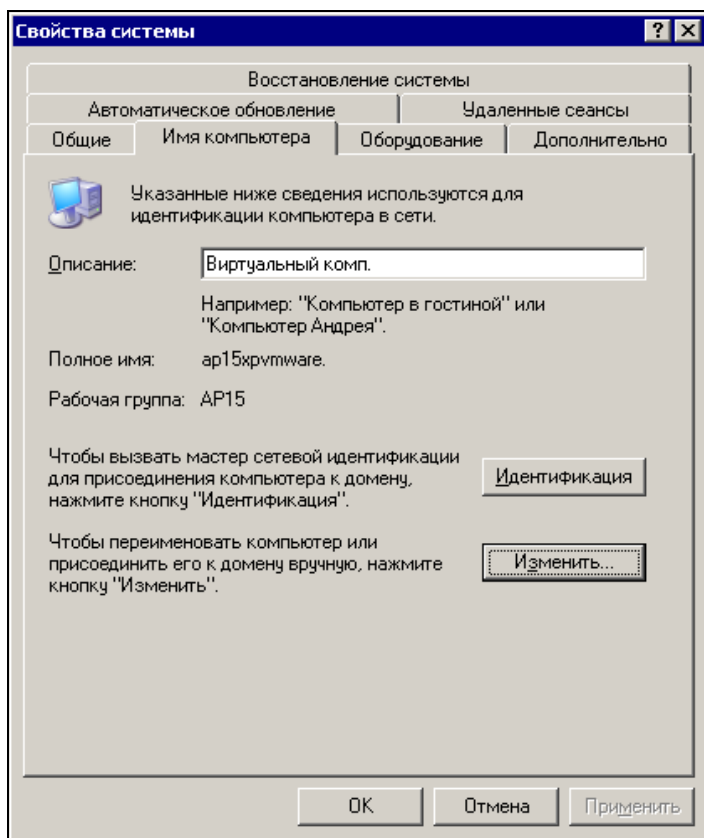 Свойства системы
Восстановление системы
Автоматическое обновление
Удаленные сеансы
Общие
Имя компьютера
Оборудование
Дополнительно
Указанные ниже сведения используются для
идентификации компьютера в сети.
Описание:
Виртуальный комп.
Например: "Компьютер в гостиной" или
"Компьютер Андрея".
Полное имя:
ap15xpvmware.
Рабочая группа:
AP15
Чтобы вызвать мастер сетевой идентификации
для присоединения компьютера к домену,
нажмите кнопку "Идентификация".
Идентификация
Чтобы переименовать компьютер или
присоединить его к домену вручную, нажмите
кнопку "Изменить".
Изменить...
OK
Отмена
Применить